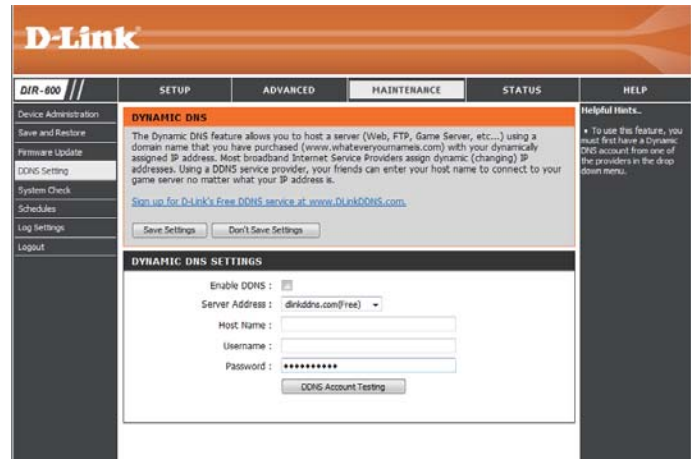 D-Link
DIR-600
SETUP
ADVANCED
MAINTENANCE
STATUS
HELP
Device Administration
Save and Restore
Firmware Update
DDNS Setting
System Check
Schedules
Log Settings
Logout
DYNAMIC DNS
The Dynamic DNS feature allows you to host a server (Web, FTP, Game Server, etc...) using a
domain name that you have purchased (www.whateveryournameis.com) with your dynamically
assigned IP address. Most broadband Internet Service Providers assign dynamic (changing) IP
addresses. Using a DDNS service provider, your friends can enter your host name to connect to your
game server no matter what your IP address is.
Sign up for D-Link's Free DDNS service at www.DLinkDDNS.com.
Save Settings
Don't Save Settings
DYNAMIC DNS SETTINGS
Enable DDNS :
Server Address : dlinkddns.com(Free)
Host Name :
Username :
Password : ••••••••••
DDNS Account Testing
Helpful Hints..
• To use this feature, you
must first have a Dynamic
DNS account from one of
the providers in the drop
down menu.